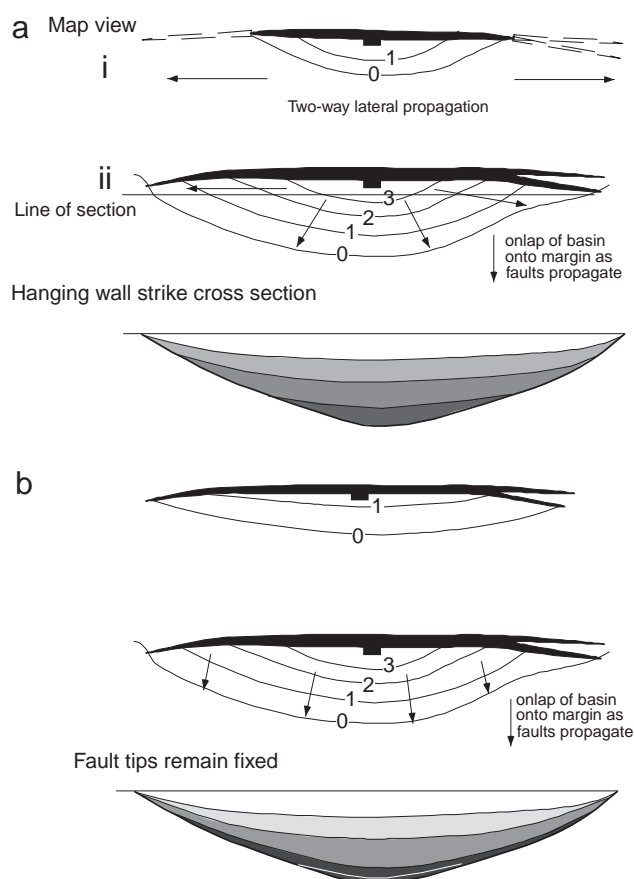 a Map view
i
1
0
Two-way lateral propagation
ii
3
2
1
0
Line of section
onlap of basin
onto margin as
faults propagate
Hanging wall strike cross section
b
1
0
3
2
1
0
onlap of basin
onto margin as
faults propagate
Fault tips remain fixed